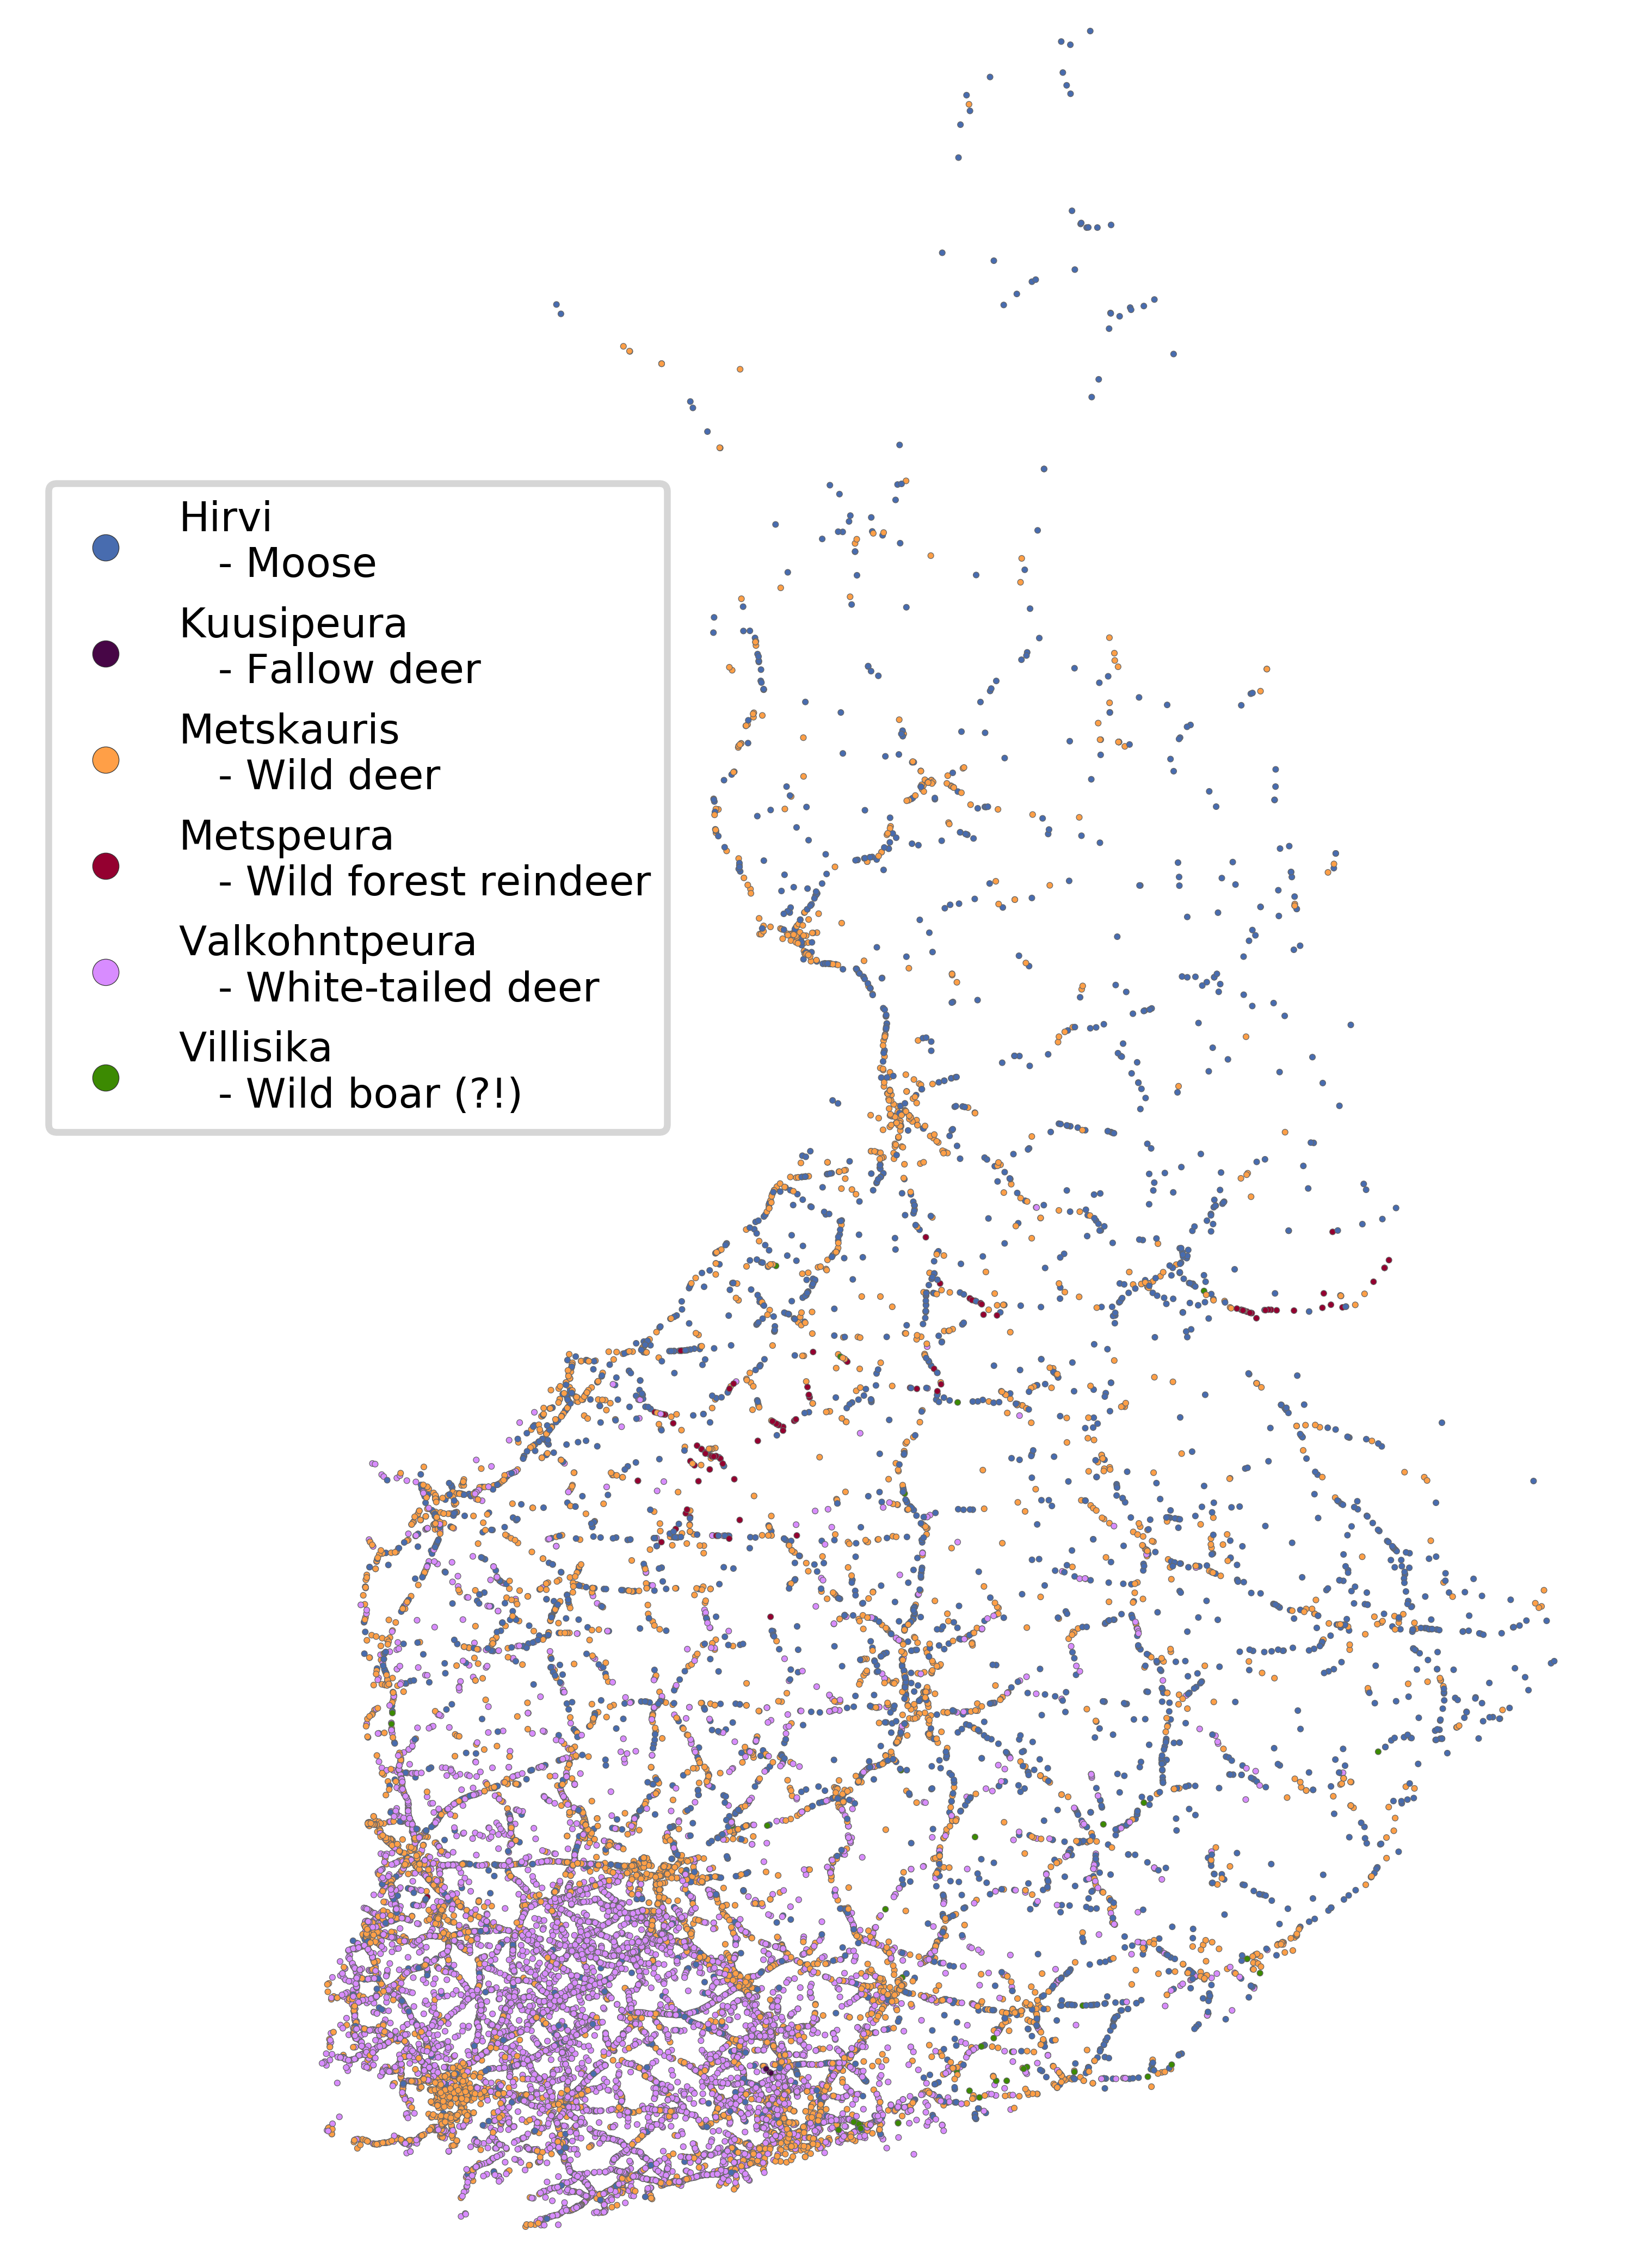 Hirvi
- Moose
Kuusipeura
- Fallow deer
Metskauris
- Wild deer
Metspeura
- Wild forest reindeer
Valkohntpeura
- White-tailed deer
Villisika
- Wild boar (?!)